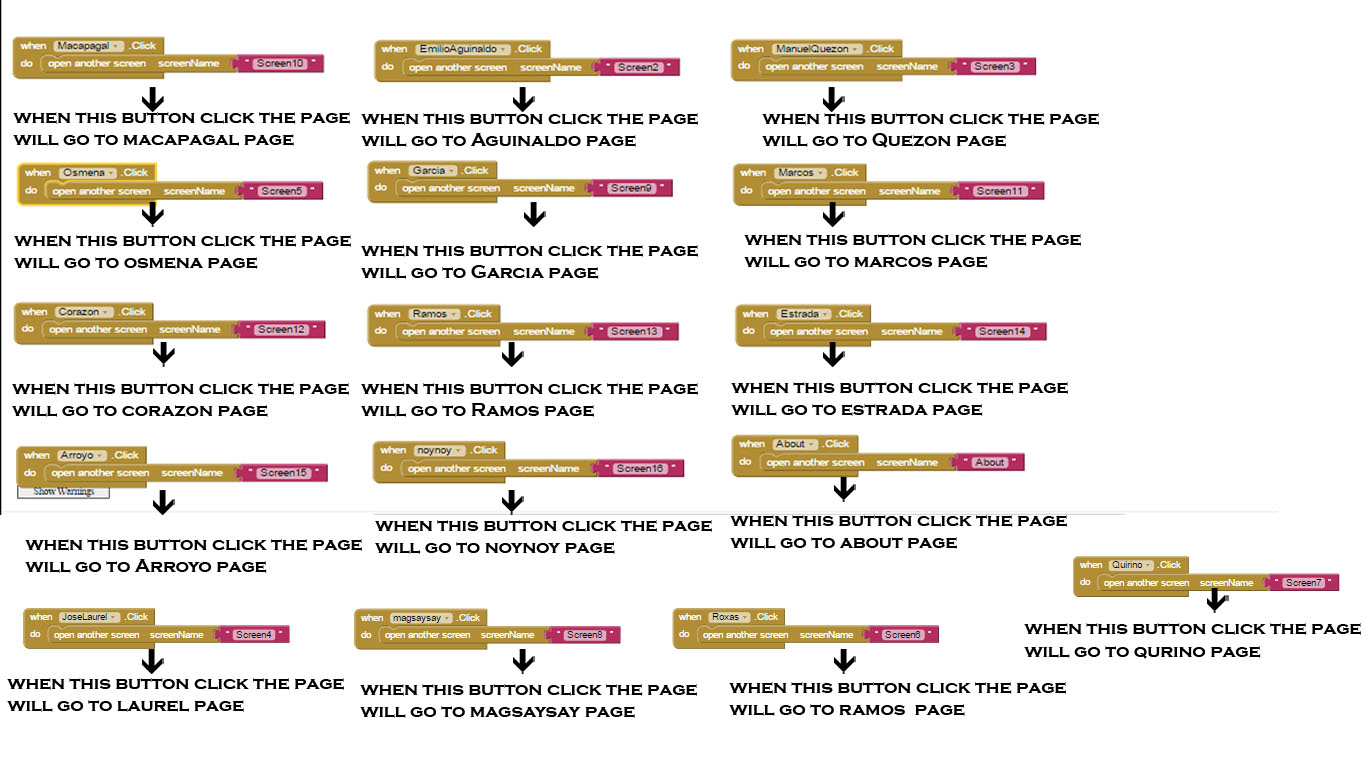 when Macapagal .Click
do open another screen screenName " Screen10 "
WHEN THIS BUTTON CLICK THE PAGE
WILL GO TO MACAPAGAL PAGE
when EmilioAguinaldo .Click
do open another screen screenName " Screen2 "
WHEN THIS BUTTON CLICK THE PAGE
WILL GO TO AGUINALDO PAGE
when ManuelQuezon .Click
do open another screen screenName " Screen3 "
WHEN THIS BUTTON CLICK THE PAGE
WILL GO TO QUEZON PAGE
when Osmena .Click
do open another screen screenName " Screen5 "
WHEN THIS BUTTON CLICK THE PAGE
WILL GO TO OSMENA PAGE
when Garcia .Click
do open another screen screenName " Screen9 "
WHEN THIS BUTTON CLICK THE PAGE
WILL GO TO GARCIA PAGE
when Marcos .Click
do open another screen screenName " Screen11 "
WHEN THIS BUTTON CLICK THE PAGE
WILL GO TO MARCOS PAGE
when Corazon .Click
do open another screen screenName " Screen12 "
WHEN THIS BUTTON CLICK THE PAGE
WILL GO TO CORAZON PAGE
when Ramos .Click
do open another screen screenName " Screen13 "
WHEN THIS BUTTON CLICK THE PAGE
WILL GO TO RAMOS PAGE
when Estrada .Click
do open another screen screenName " Screen14 "
WHEN THIS BUTTON CLICK THE PAGE
WILL GO TO ESTRADA PAGE
when Arroyo .Click
do open another screen screenName " Screen15 "
Show Warnings
WHEN THIS BUTTON CLICK THE PAGE
WILL GO TO ARROYO PAGE
when noynoy .Click
do open another screen screenName " Screen16 "
WHEN THIS BUTTON CLICK THE PAGE
WILL GO TO NOYNOY PAGE
when About .Click
do open another screen screenName " About "
WHEN THIS BUTTON CLICK THE PAGE
WILL GO TO ABOUT PAGE
when Quirino .Click
do open another screen screenName " Screen7 "
WHEN THIS BUTTON CLICK THE PAGE
WILL GO TO QURINO PAGE
when JoseLaurel .Click
do open another screen screenName " Screen4 "
WHEN THIS BUTTON CLICK THE PAGE
WILL GO TO LAUREL PAGE
when magsaysay .Click
do open another screen screenName " Screen8 "
WHEN THIS BUTTON CLICK THE PAGE
WILL GO TO MAGSAYSAY PAGE
when Roxas .Click
do open another screen screenName " Screen6 "
WHEN THIS BUTTON CLICK THE PAGE
WILL GO TO RAMOS PAGE